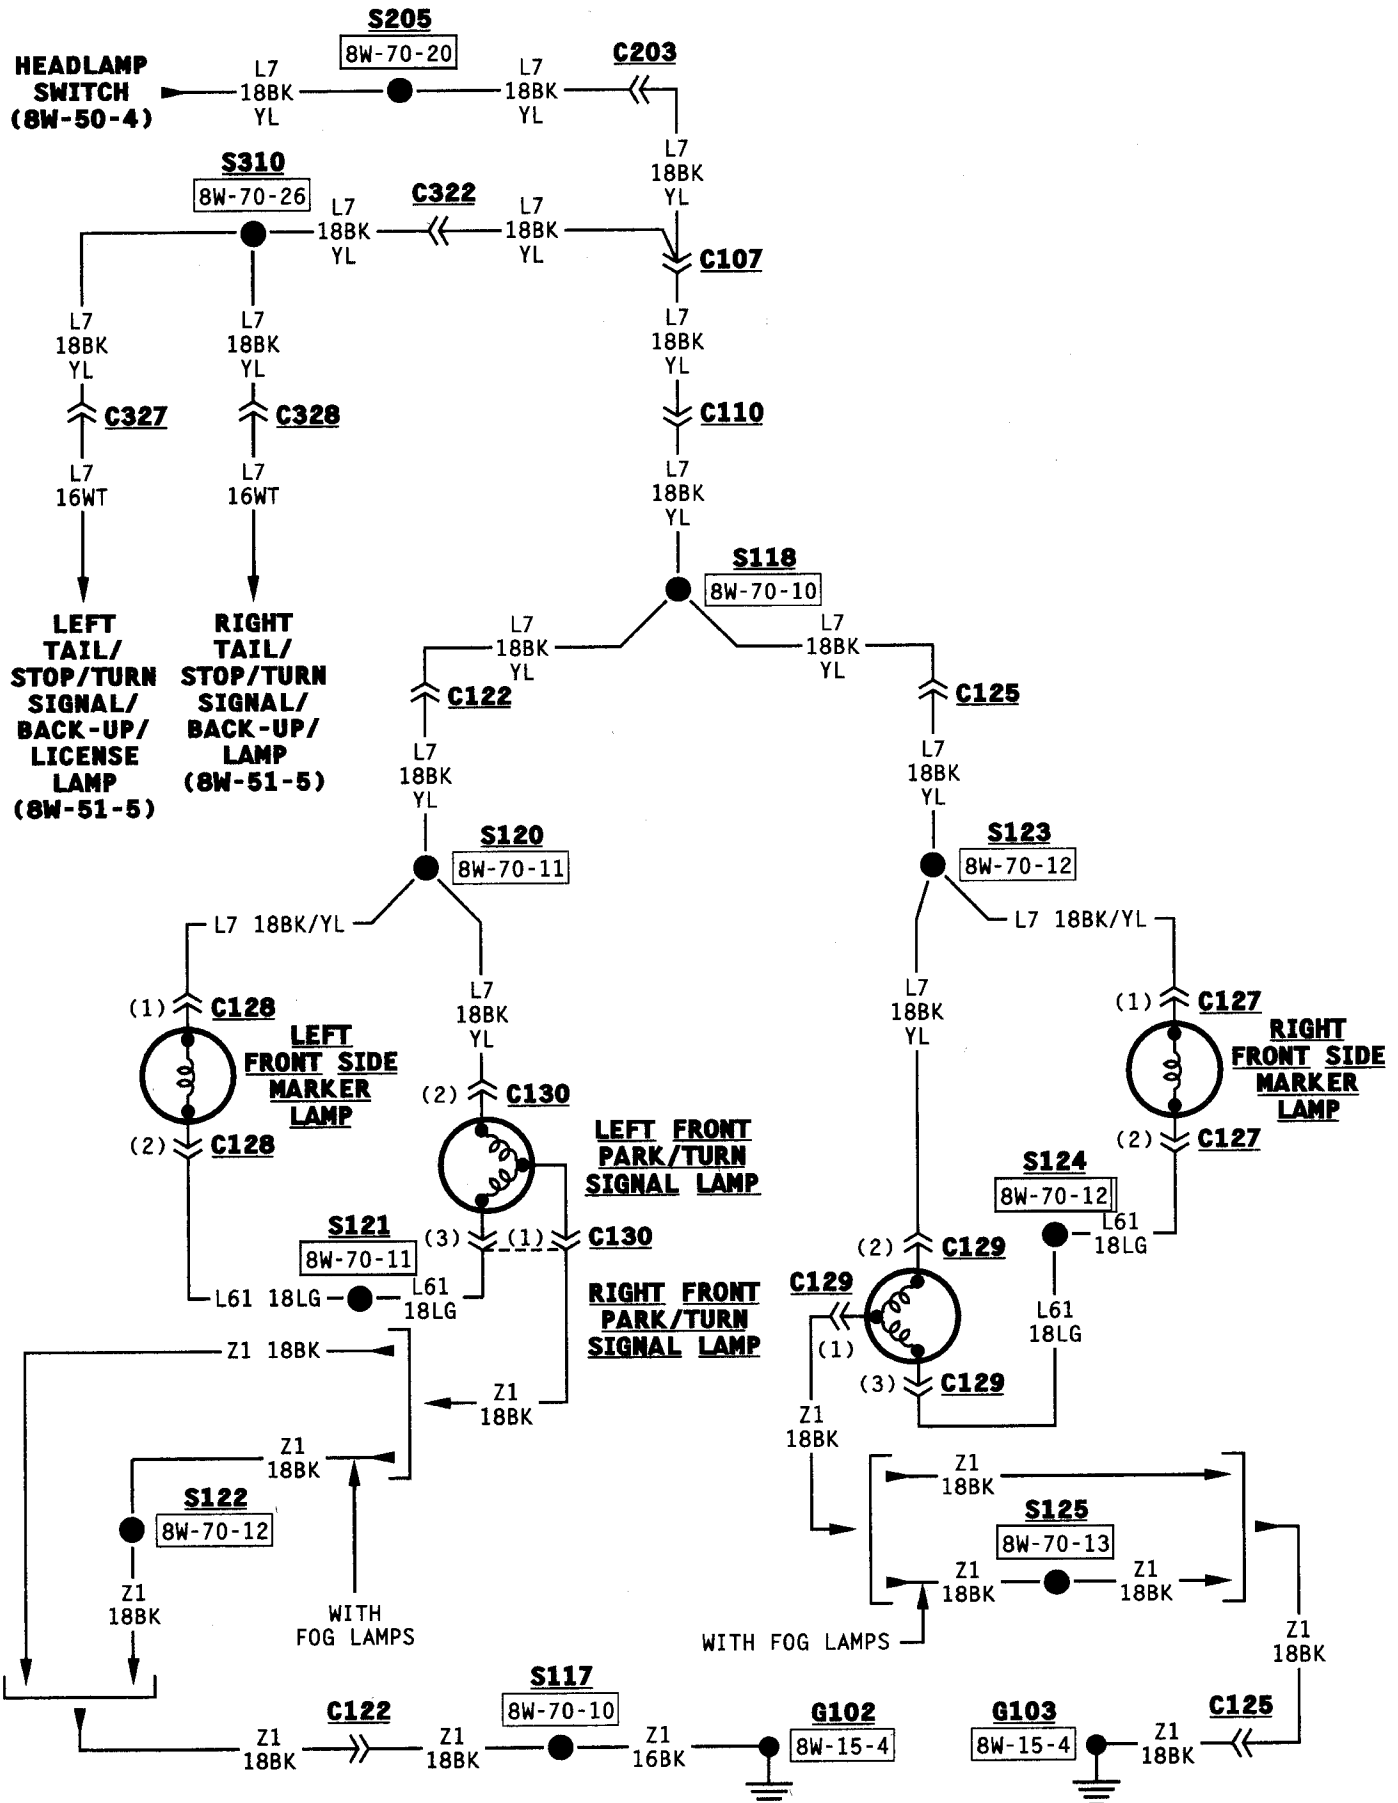 S205
8W-70-20
C203
HEADLAMP
SWITCH
(8W-50-4)
L7
18BK
YL
L7
18BK
YL
L7
18BK
YL
S310
8W-70-26
C322
L7
18BK
YL
L7
18BK
YL
C107
L7
18BK
YL
L7
18BK
YL
L7
18BK
YL
C327
C328
C110
L7
16WT
L7
16WT
L7
18BK
YL
S118
8W-70-10
LEFT
TAIL/
STOP/TURN
SIGNAL/
BACK-UP/
LICENSE
LAMP
(8W-51-5)
RIGHT
TAIL/
STOP/TURN
SIGNAL/
BACK-UP/
LAMP
(8W-51-5)
L7
18BK
YL
L7
18BK
YL
C122
C125
L7
18BK
YL
L7
18BK
YL
S120
8W-70-11
S123
8W-70-12
L7 18BK/YL
L7 18BK/YL
L7
18BK
YL
L7
18BK
YL
(1)
C128
LEFT
FRONT SIDE
MARKER
LAMP
(1)
C127
RIGHT
FRONT SIDE
MARKER
LAMP
(2)
C130
(2)
C128
LEFT FRONT
PARK/TURN
SIGNAL LAMP
(2)
C127
S124
8W-70-12
S121
8W-70-11
(3)
(1)
C130
L61
18LG
(2)
C129
L61 18LG
L61
18LG
RIGHT FRONT
PARK/TURN
SIGNAL LAMP
C129
(1)
L61
18LG
Z1 18BK
(3)
C129
Z1
18BK
Z1
18BK
Z1
18BK
Z1
18BK
S122
8W-70-12
S125
8W-70-13
Z1
18BK
Z1
18BK
Z1
18BK
WITH
FOG LAMPS
WITH FOG LAMPS
Z1
18BK
S117
8W-70-10
C122
Z1
18BK
Z1
18BK
Z1
16BK
G102
8W-15-4
G103
8W-15-4
Z1
18BK
C125